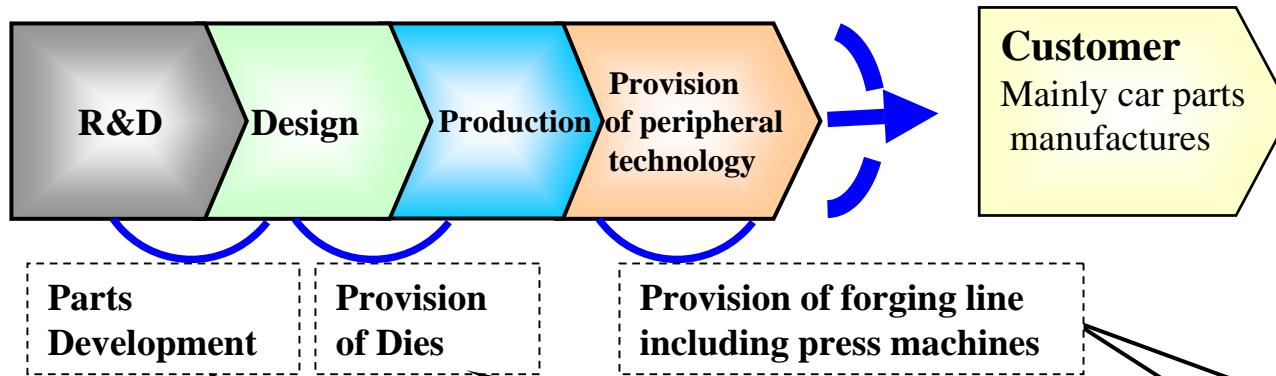 R&D
Design
Production
Provision
of peripheral
technology
Customer
Mainly car parts
manufactures
Parts
Development
Provision
of Dies
Provision of forging line
including press machines